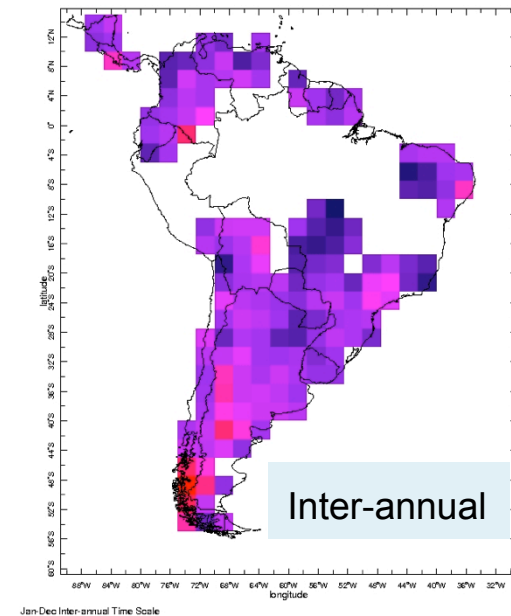 12°N
8°N
4°N
0°
4°S
8°S
12°S
16°S
20°S
24°S
28°S
32°S
36°S
40°S
44°S
48°S
52°S
56°S
60°S
latitude
Inter-annual
88°W 84°W 80°W 76°W 72°W 68°W 64°W 60°W 56°W 52°W 48°W 44°W 40°W 36°W 32°W
longitude
Jan-Dec Inter-annual Time Scale